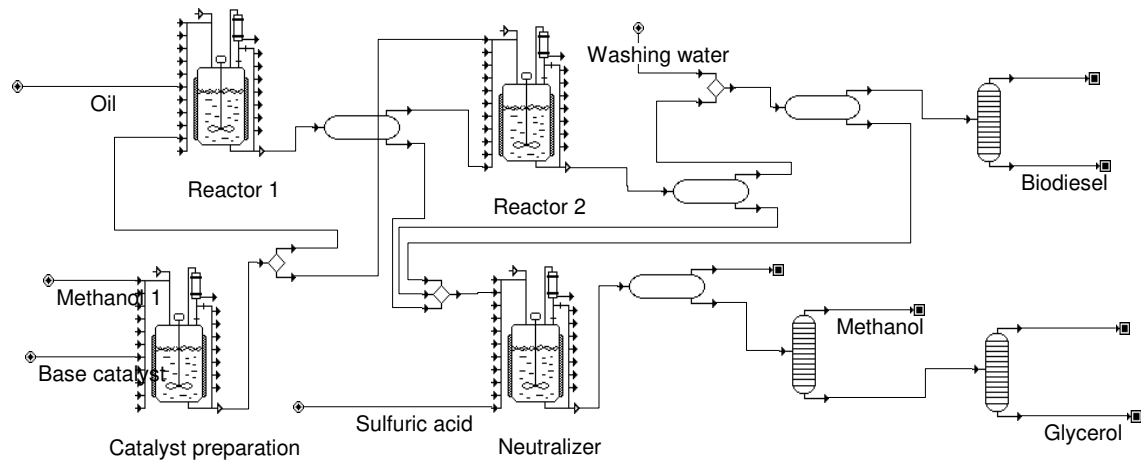 Washing water
Oil
Reactor 1
Reactor 2
Biodiesel
Methanol 1
Methanol
Base catalyst
Sulfuric acid
Glycerol
Catalyst preparation
Neutralizer